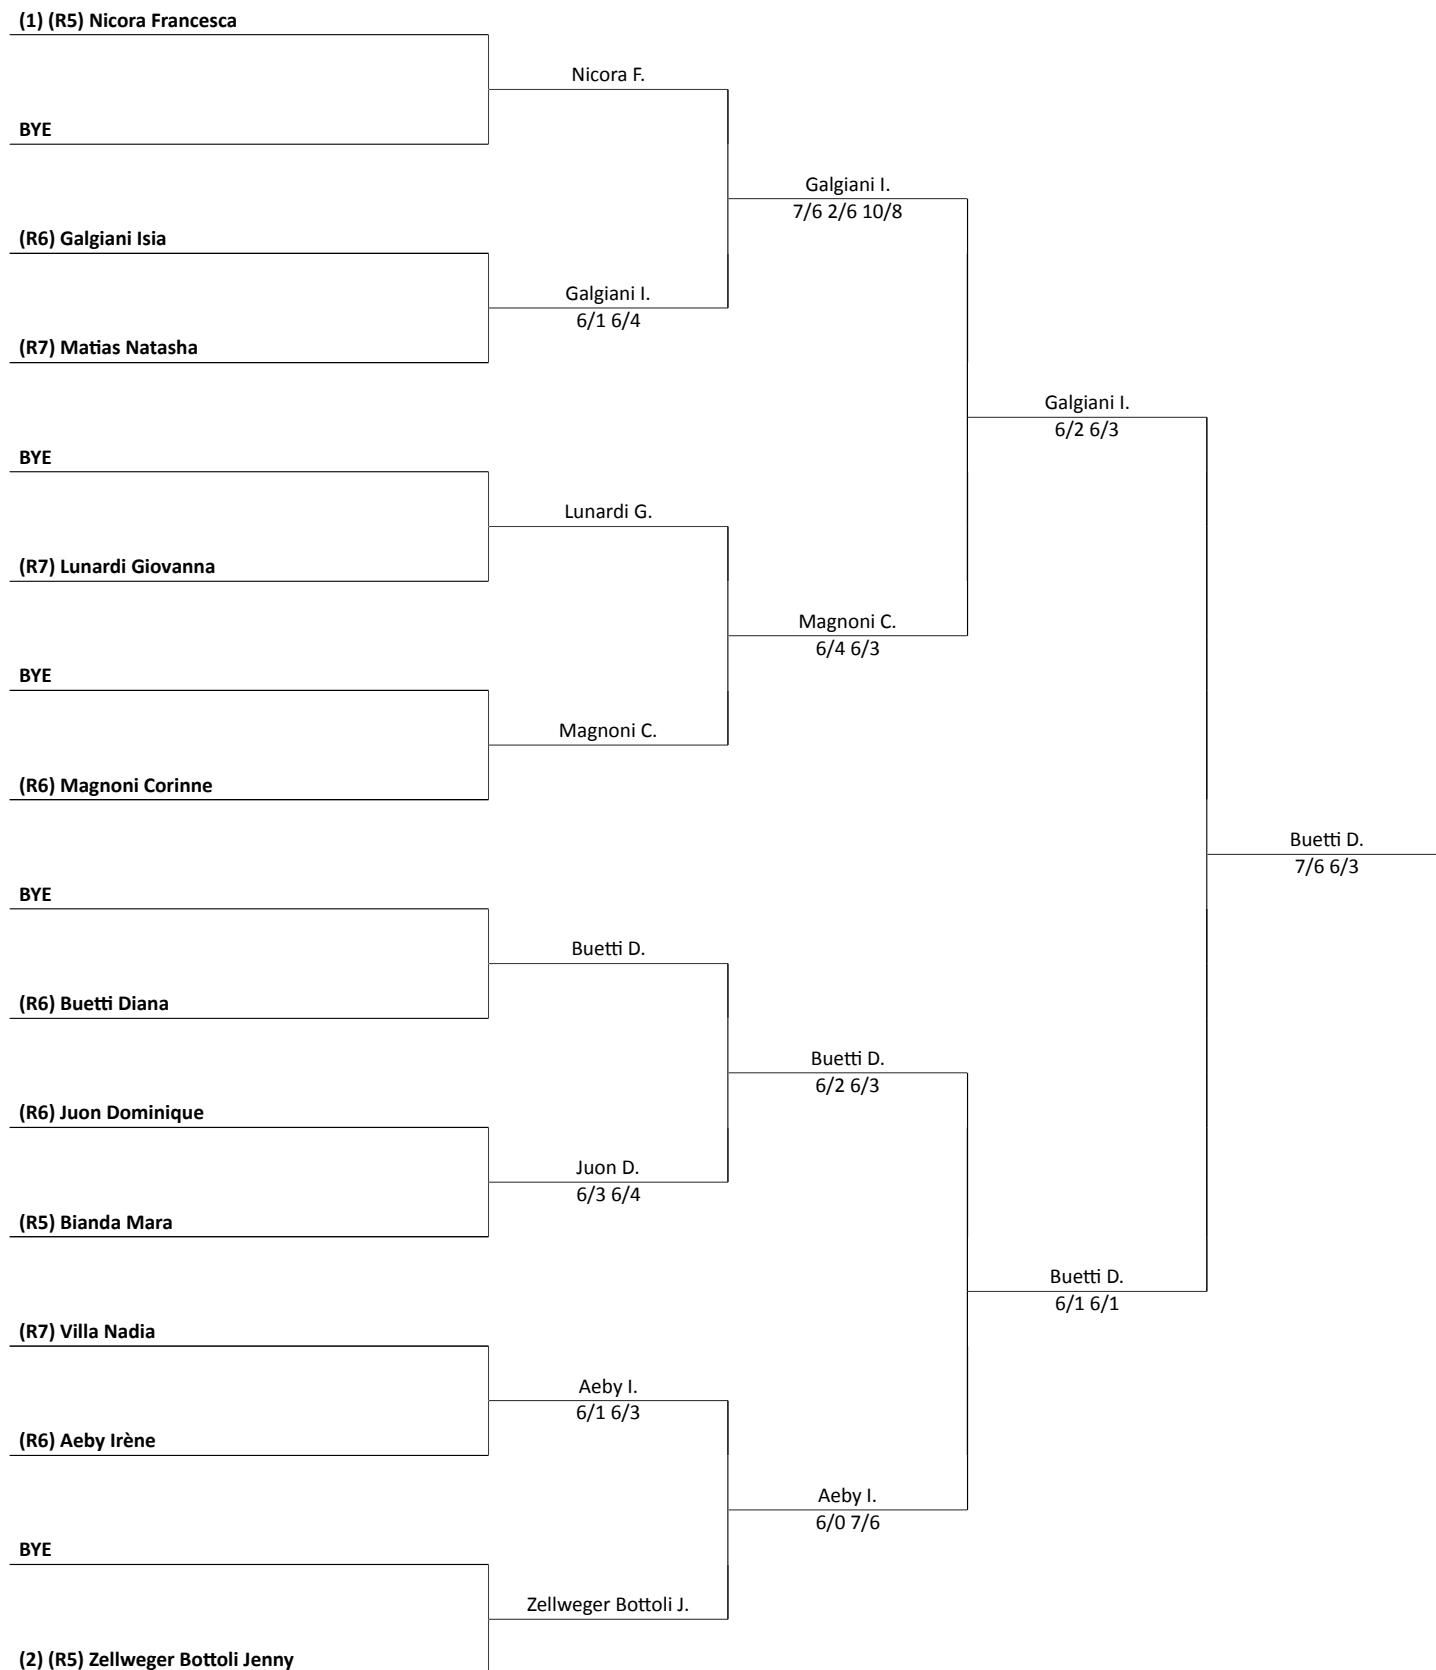 (1) (R5) Nicora Francesca
Nicora F.
BYE
Galgiani I.
7/6 2/6 10/8
(R6) Galgiani Isia
Galgiani I.
6/1 6/4
(R7) Matias Natasha
Galgiani I.
6/2 6/3
BYE
Lunardi G.
(R7) Lunardi Giovanna
Magnoni C.
6/4 6/3
BYE
Magnoni C.
(R6) Magnoni Corinne
Buetti D.
7/6 6/3
BYE
Buetti D.
(R6) Buetti Diana
Buetti D.
6/2 6/3
(R6) Juon Dominique
Juon D.
6/3 6/4
(R5) Bianda Mara
Buetti D.
6/1 6/1
(R7) Villa Nadia
Aeby I.
6/1 6/3
(R6) Aeby Irène
Aeby I.
6/0 7/6
BYE
Zellweger Bottoli J.
(2) (R5) Zellweger Bottoli Jenny